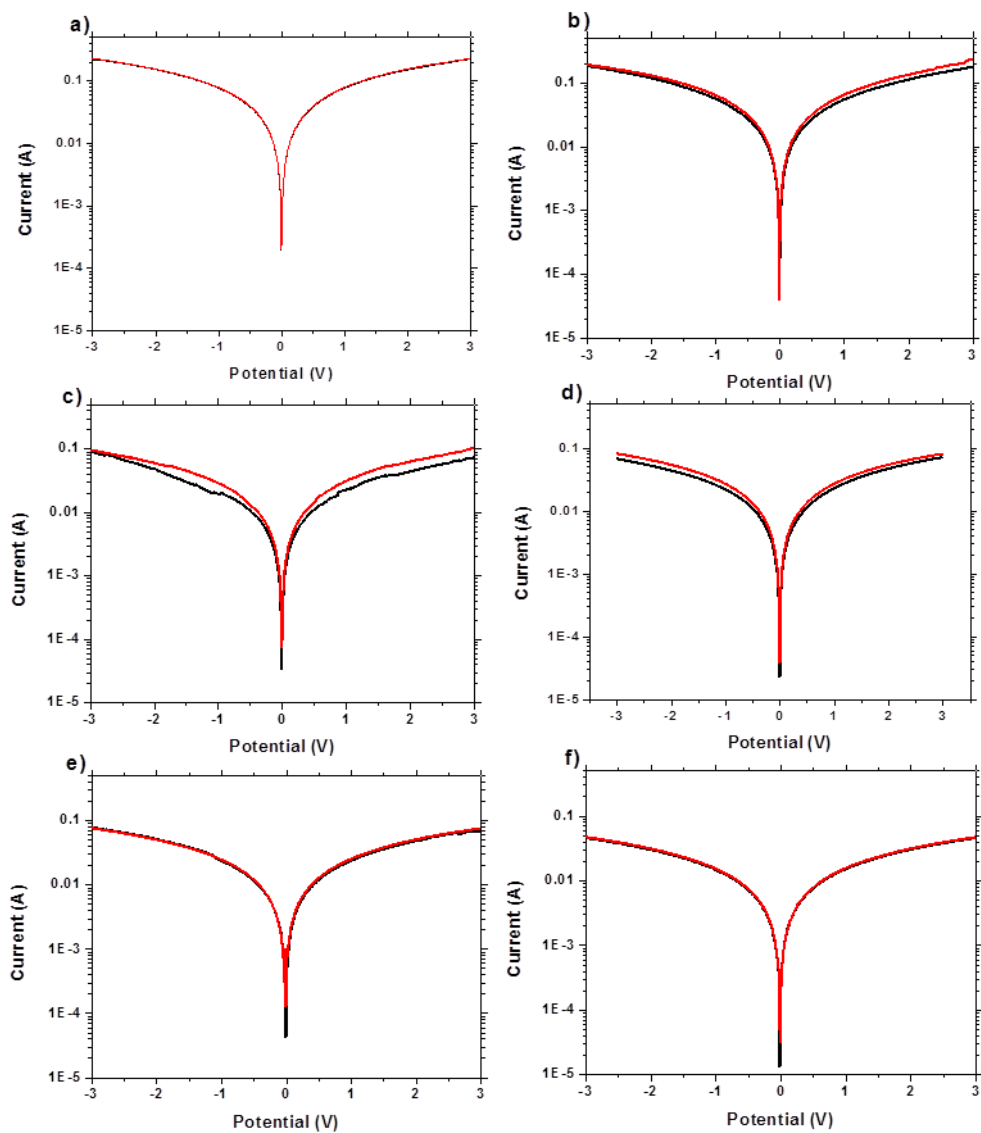 a)
0.1
0.01
1E-3
1E-4
1E-5
Current (A)
-3 -2 -1 0 1 2 3
Potential (V)
b)
0.1
0.01
1E-3
1E-4
1E-5
Current (A)
-3 -2 -1 0 1 2 3
Potential (V)
c)
0.1
0.01
1E-3
1E-4
1E-5
Current (A)
-3 -2 -1 0 1 2 3
Potential (V)
d)
0.1
0.01
1E-3
1E-4
1E-5
Current (A)
-3 -2 -1 0 1 2 3
Potential (V)
e)
0.1
0.01
1E-3
1E-4
1E-5
Current (A)
-3 -2 -1 0 1 2 3
Potential (V)
f)
0.1
0.01
1E-3
1E-4
1E-5
Current (A)
-3 -2 -1 0 1 2 3
Potential (V)